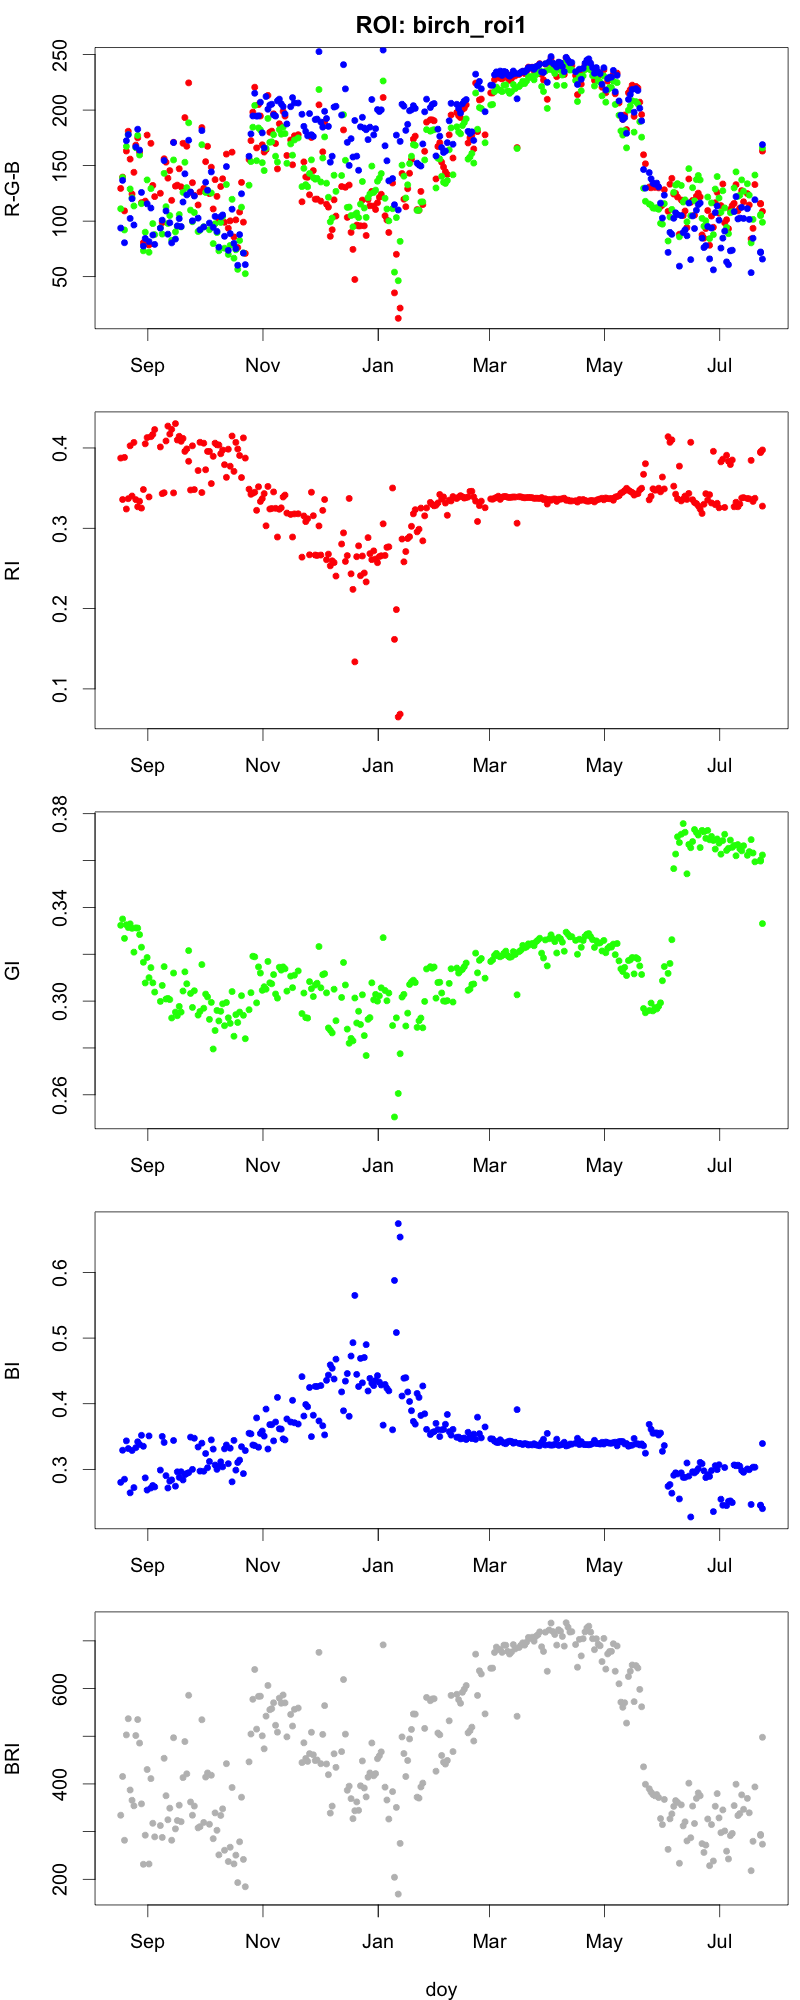 ROI: birch_roi1
R-G-B
250
200
150
100
50
Sep Nov Jan Mar May Jul
RI
0.4
0.3
0.2
0.1
Sep Nov Jan Mar May Jul
GI
0.38
0.34
0.30
0.26
Sep Nov Jan Mar May Jul
BI
0.6
0.5
0.4
0.3
Sep Nov Jan Mar May Jul
BRI
600
400
200
Sep Nov Jan Mar May Jul
doy